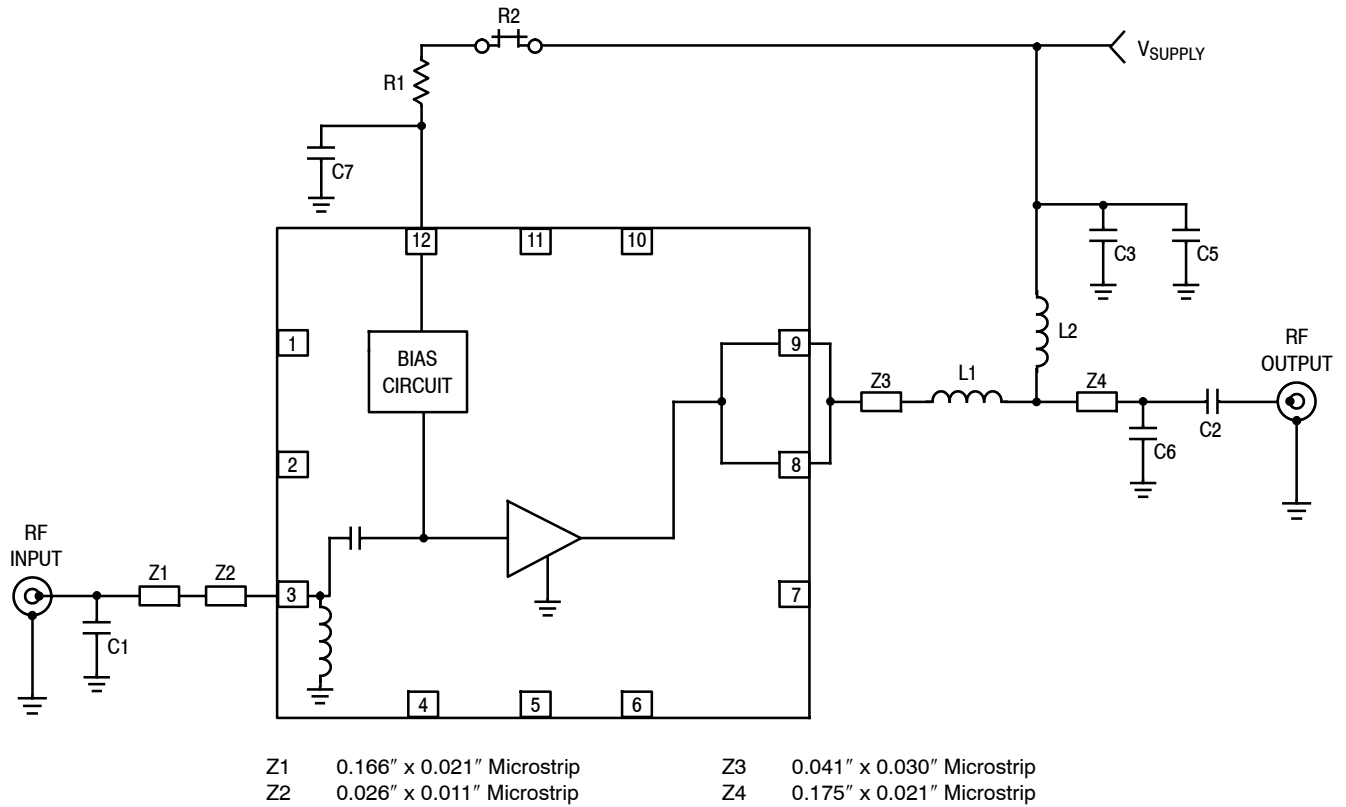 R2
V_SUPPLY
R1
C7
12
11
10
C3
C5
1
BIAS
CIRCUIT
9
L2
RF
OUTPUT
Z3
L1
Z4
2
8
C6
C2
RF
INPUT
Z1
Z2
3
7
C1
4
5
6
Z1 0.166″ x 0.021″ Microstrip
Z2 0.026″ x 0.011″ Microstrip
Z3 0.041″ x 0.030″ Microstrip
Z4 0.175″ x 0.021″ Microstrip